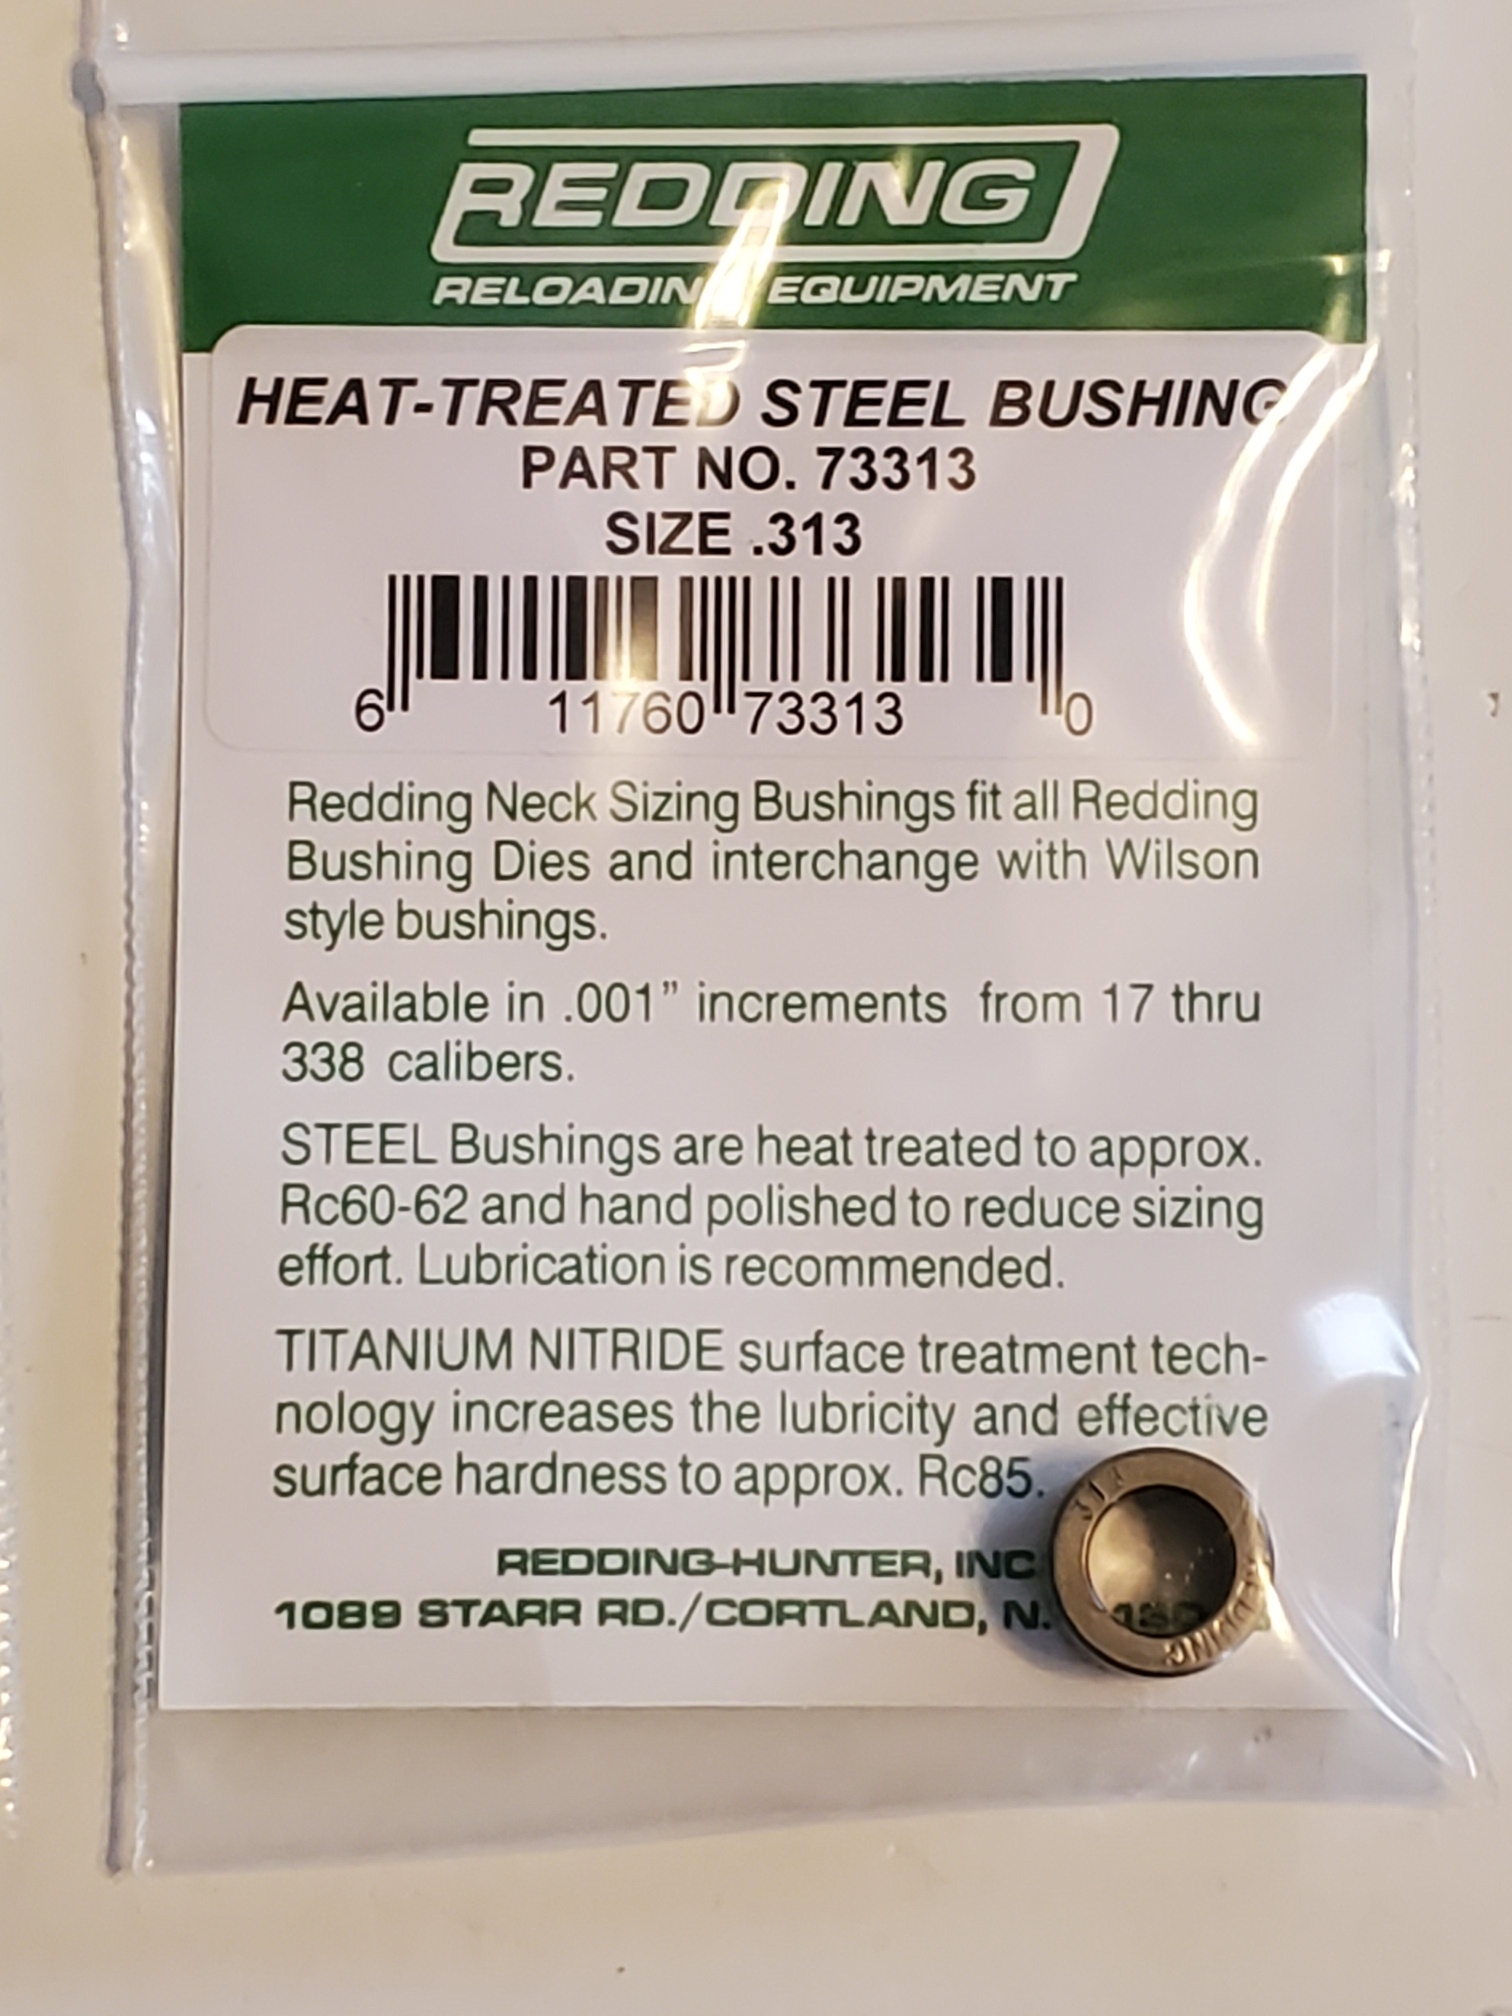 REDDING
RELOADING EQUIPMENT
HEAT-TREATED STEEL BUSHING
PART NO. 73313
SIZE .313
6 11760 73313 0
Redding Neck Sizing Bushings fit all Redding
Bushing Dies and interchange with Wilson
style bushings.
Available in .001” increments from 17 thru
338 calibers.
STEEL Bushings are heat treated to approx.
Rc60-62 and hand polished to reduce sizing
effort. Lubrication is recommended.
TITANIUM NITRIDE surface treatment tech-
nology increases the lubricity and effective
surface hardness to approx. Rc85.
REDDING-HUNTER, INC
1089 STARR RD./CORTLAND, N.
REDDING